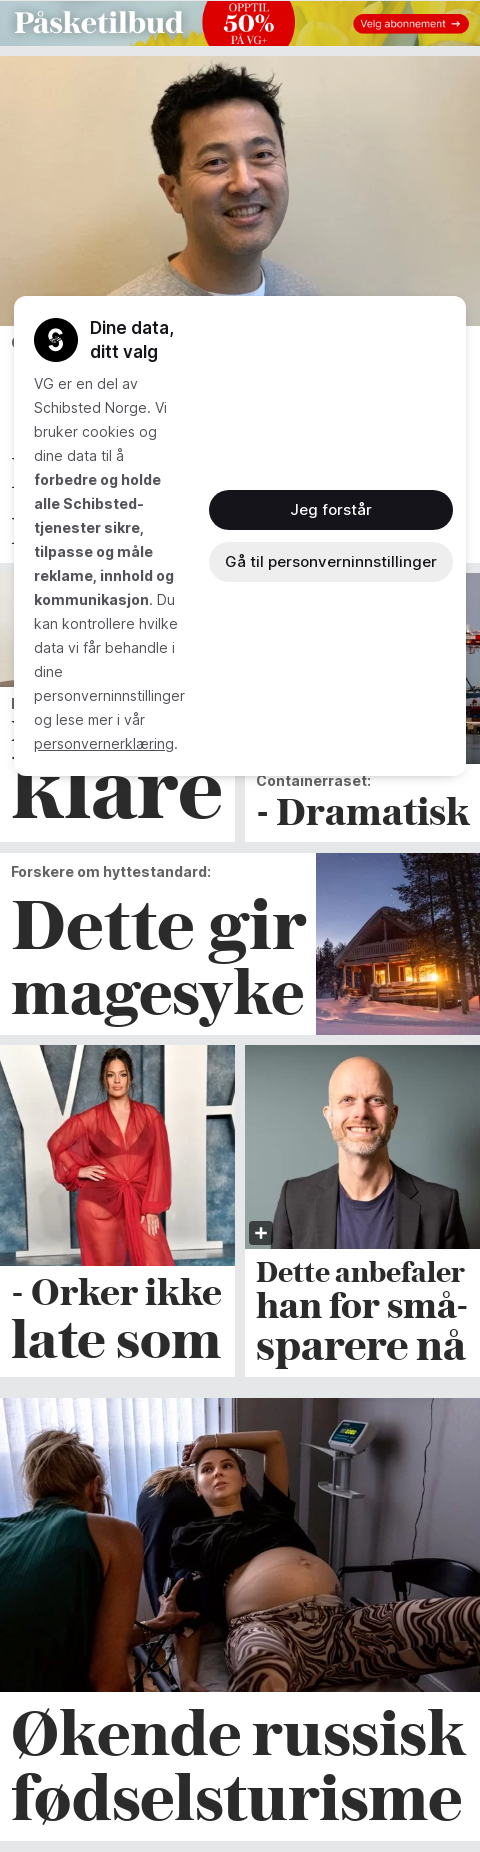 Påsketilbud
OPPTIL
50%
PÅ VG+
Velg abonnement →
Dine data,
ditt valg
VG er en del av
Schibsted Norge. Vi
bruker cookies og
dine data til å
forbedre og holde
alle Schibsted-
tjenester sikre,
tilpasse og måle
reklame, innhold og
kommunikasjon. Du
kan kontrollere hvilke
data vi får behandle i
dine
personverninnstillinger
og lese mer i vår
personvernerklæring.
Jeg forstår
Gå til personverninnstillinger
klare
Containerraset:
- Dramatisk
Forskere om hyttestandard:
Dette gir
magesyke
- Orker ikke
late som
Dette anbefaler
han for små-
sparere nå
Økende russisk
fødselsturisme